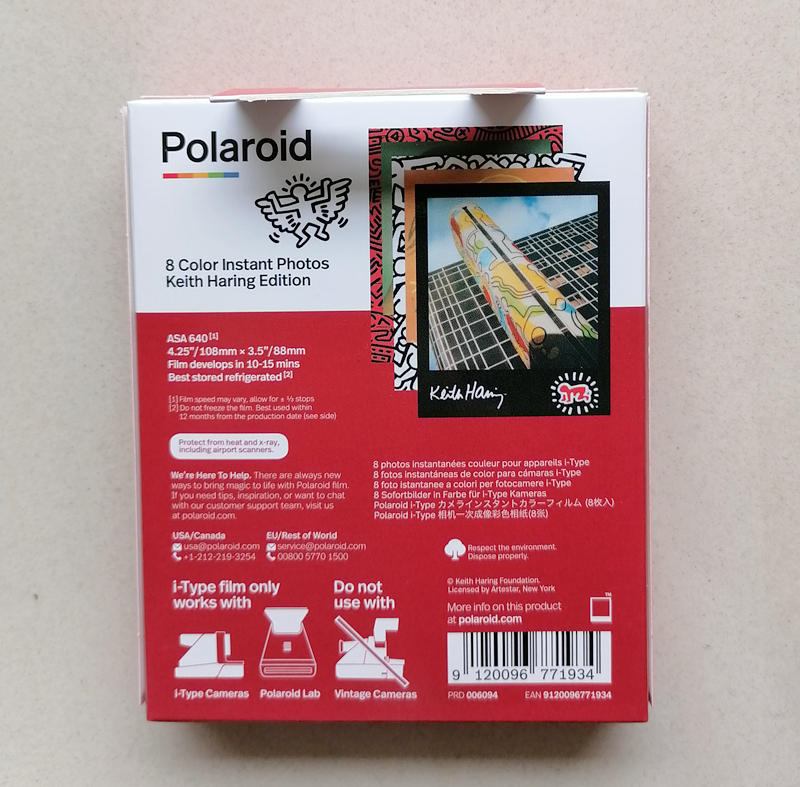 Polaroid
8 Color Instant Photos
Keith Haring Edition
Keith Haring
ASA 640 [1]
4.25"/108mm × 3.5"/88mm
Film develops in 10-15 mins
Best stored refrigerated [2]
[1] Film speed may vary, allow for ± ⅓ stops
[2] Do not freeze the film. Best used within
12 months from the production date (see side)
Protect from heat and x-ray,
including airport scanners.
We're Here To Help. There are always new
ways to bring magic to life with Polaroid film.
If you need tips, inspiration, or want to chat
with our customer support team, visit us
at polaroid.com.
USA/Canada
usa@polaroid.com
+1-212-219-3254
EU/Rest of World
service@polaroid.com
00800 5770 1500
8 photos instantanées couleur pour appareils i-Type
8 fotos instantáneas de color para cámaras i-Type
8 foto istantanee a colori per fotocamere i-Type
8 Sofortbilder in Farbe für i-Type Kameras
Polaroid i-Type カメラインスタントカラーフィルム (8枚入)
Polaroid i-Type 相机一次成像彩色相纸(8张)
Respect the environment.
Dispose properly.
i-Type film only
works with
i-Type Cameras
Polaroid Lab
Do not
use with
Vintage Cameras
© Keith Haring Foundation.
Licensed by Artestar, New York
More info on this product
at polaroid.com
TM
9 120096 771934
PRD 006094
EAN 9120096771934